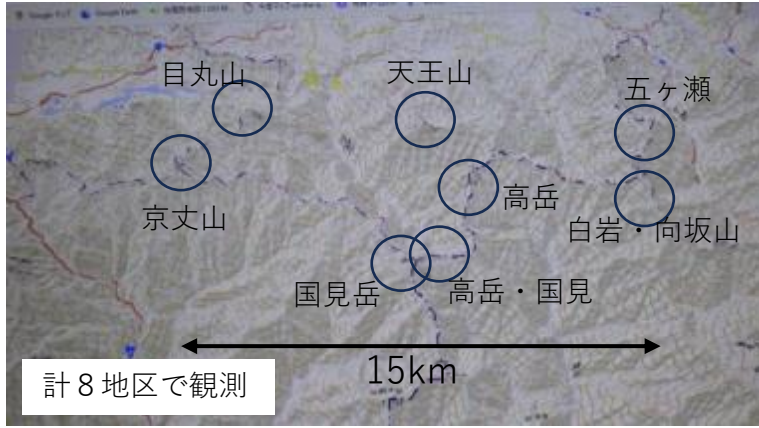 目丸山
天王山
五ヶ瀬
京丈山
高岳
白岩・向坂山
国見岳
高岳・国見
15km
計８地区で観測